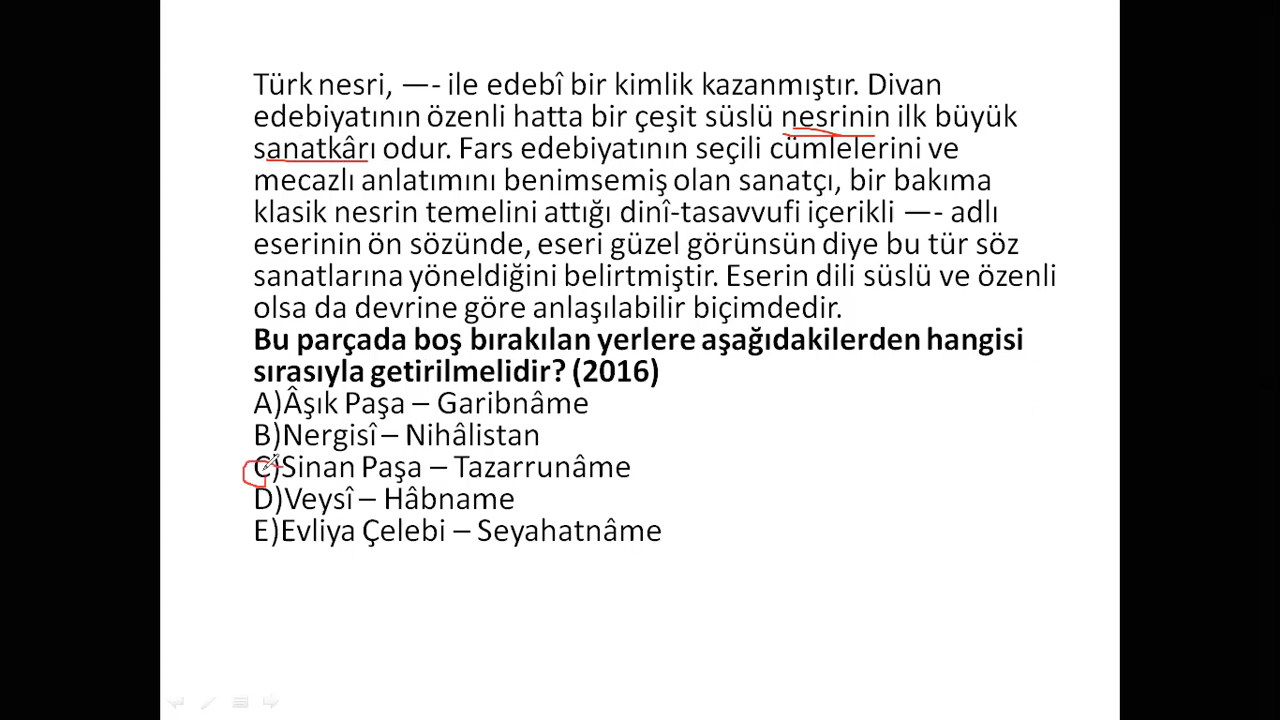 Türk nesri, —- ile edebî bir kimlik kazanmıştır. Divan
edebiyatının özenli hatta bir çeşit süslü nesrinin ilk büyük
sanatkârı odur. Fars edebiyatının seçili cümlelerini ve
mecazlı anlatımını benimsemiş olan sanatçı, bir bakıma
klasik nesrin temelini attığı dinî-tasavvufi içerikli —- adlı
eserinin ön sözünde, eseri güzel görünsün diye bu tür söz
sanatlarına yöneldiğini belirtmiştir. Eserin dili süslü ve özenli
olsa da devrine göre anlaşılabilir biçimdedir.
Bu parçada boş bırakılan yerlere aşağıdakilerden hangisi
sırasıyla getirilmelidir? (2016)
A)Âşık Paşa – Garibnâme
B)Nergisî – Nihâlistan
C)Sinan Paşa – Tazarrunâme
D)Veysî – Hâbname
E)Evliya Çelebi – Seyahatnâme